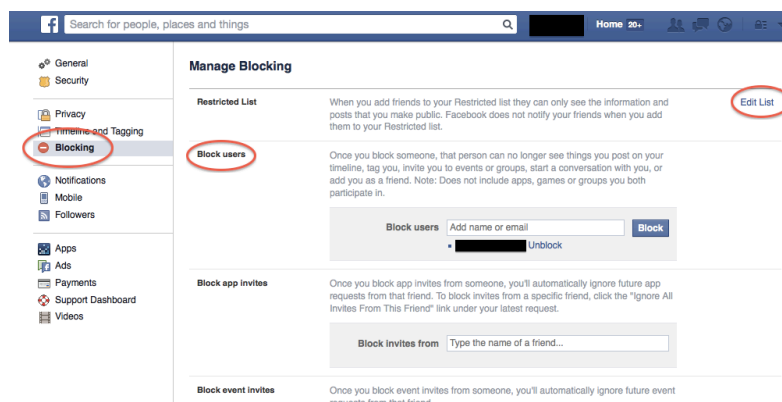 Search for people, places and things
Home 20+
General
Security
Privacy
Timeline and Tagging
Blocking
Notifications
Mobile
Followers
Apps
Ads
Payments
Support Dashboard
Videos
Manage Blocking
Restricted List
When you add friends to your Restricted list they can only see the information and
posts that you make public. Facebook does not notify your friends when you add
them to your Restricted list.
Edit List
Block users
Once you block someone, that person can no longer see things you post on your
timeline, tag you, invite you to events or groups, start a conversation with you, or
add you as a friend. Note: Does not include apps, games or groups you both
participate in.
Block users Add name or email Block
Unblock
Block app invites
Once you block app invites from someone, you'll automatically ignore future app
requests from that friend. To block invites from a specific friend, click the "Ignore All
Invites From This Friend" link under your latest request.
Block invites from Type the name of a friend...
Block event invites
Once you block event invites from someone, you'll automatically ignore future event
requests from that friend